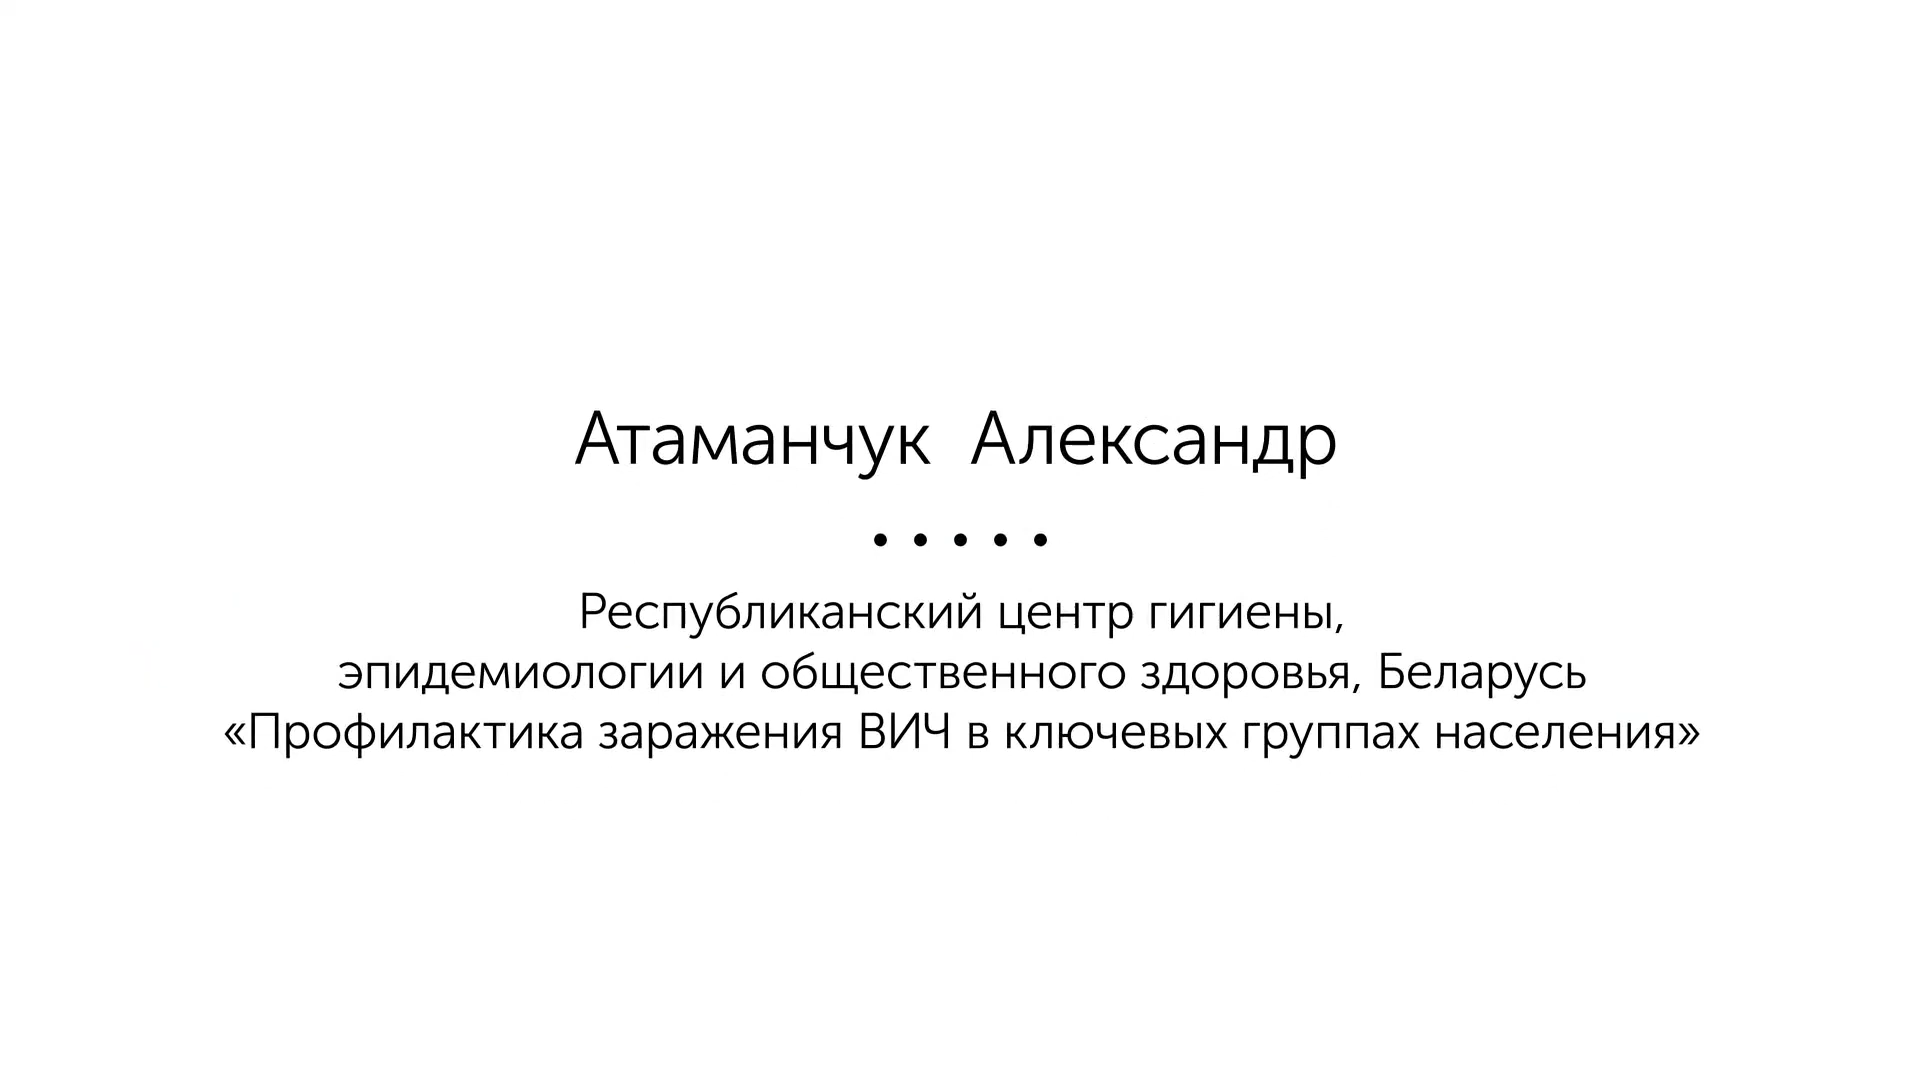 Атаманчук Александр
• • • • •
Республиканский центр гигиены,
эпидемиологии и общественного здоровья, Беларусь
«Профилактика заражения ВИЧ в ключевых группах населения»